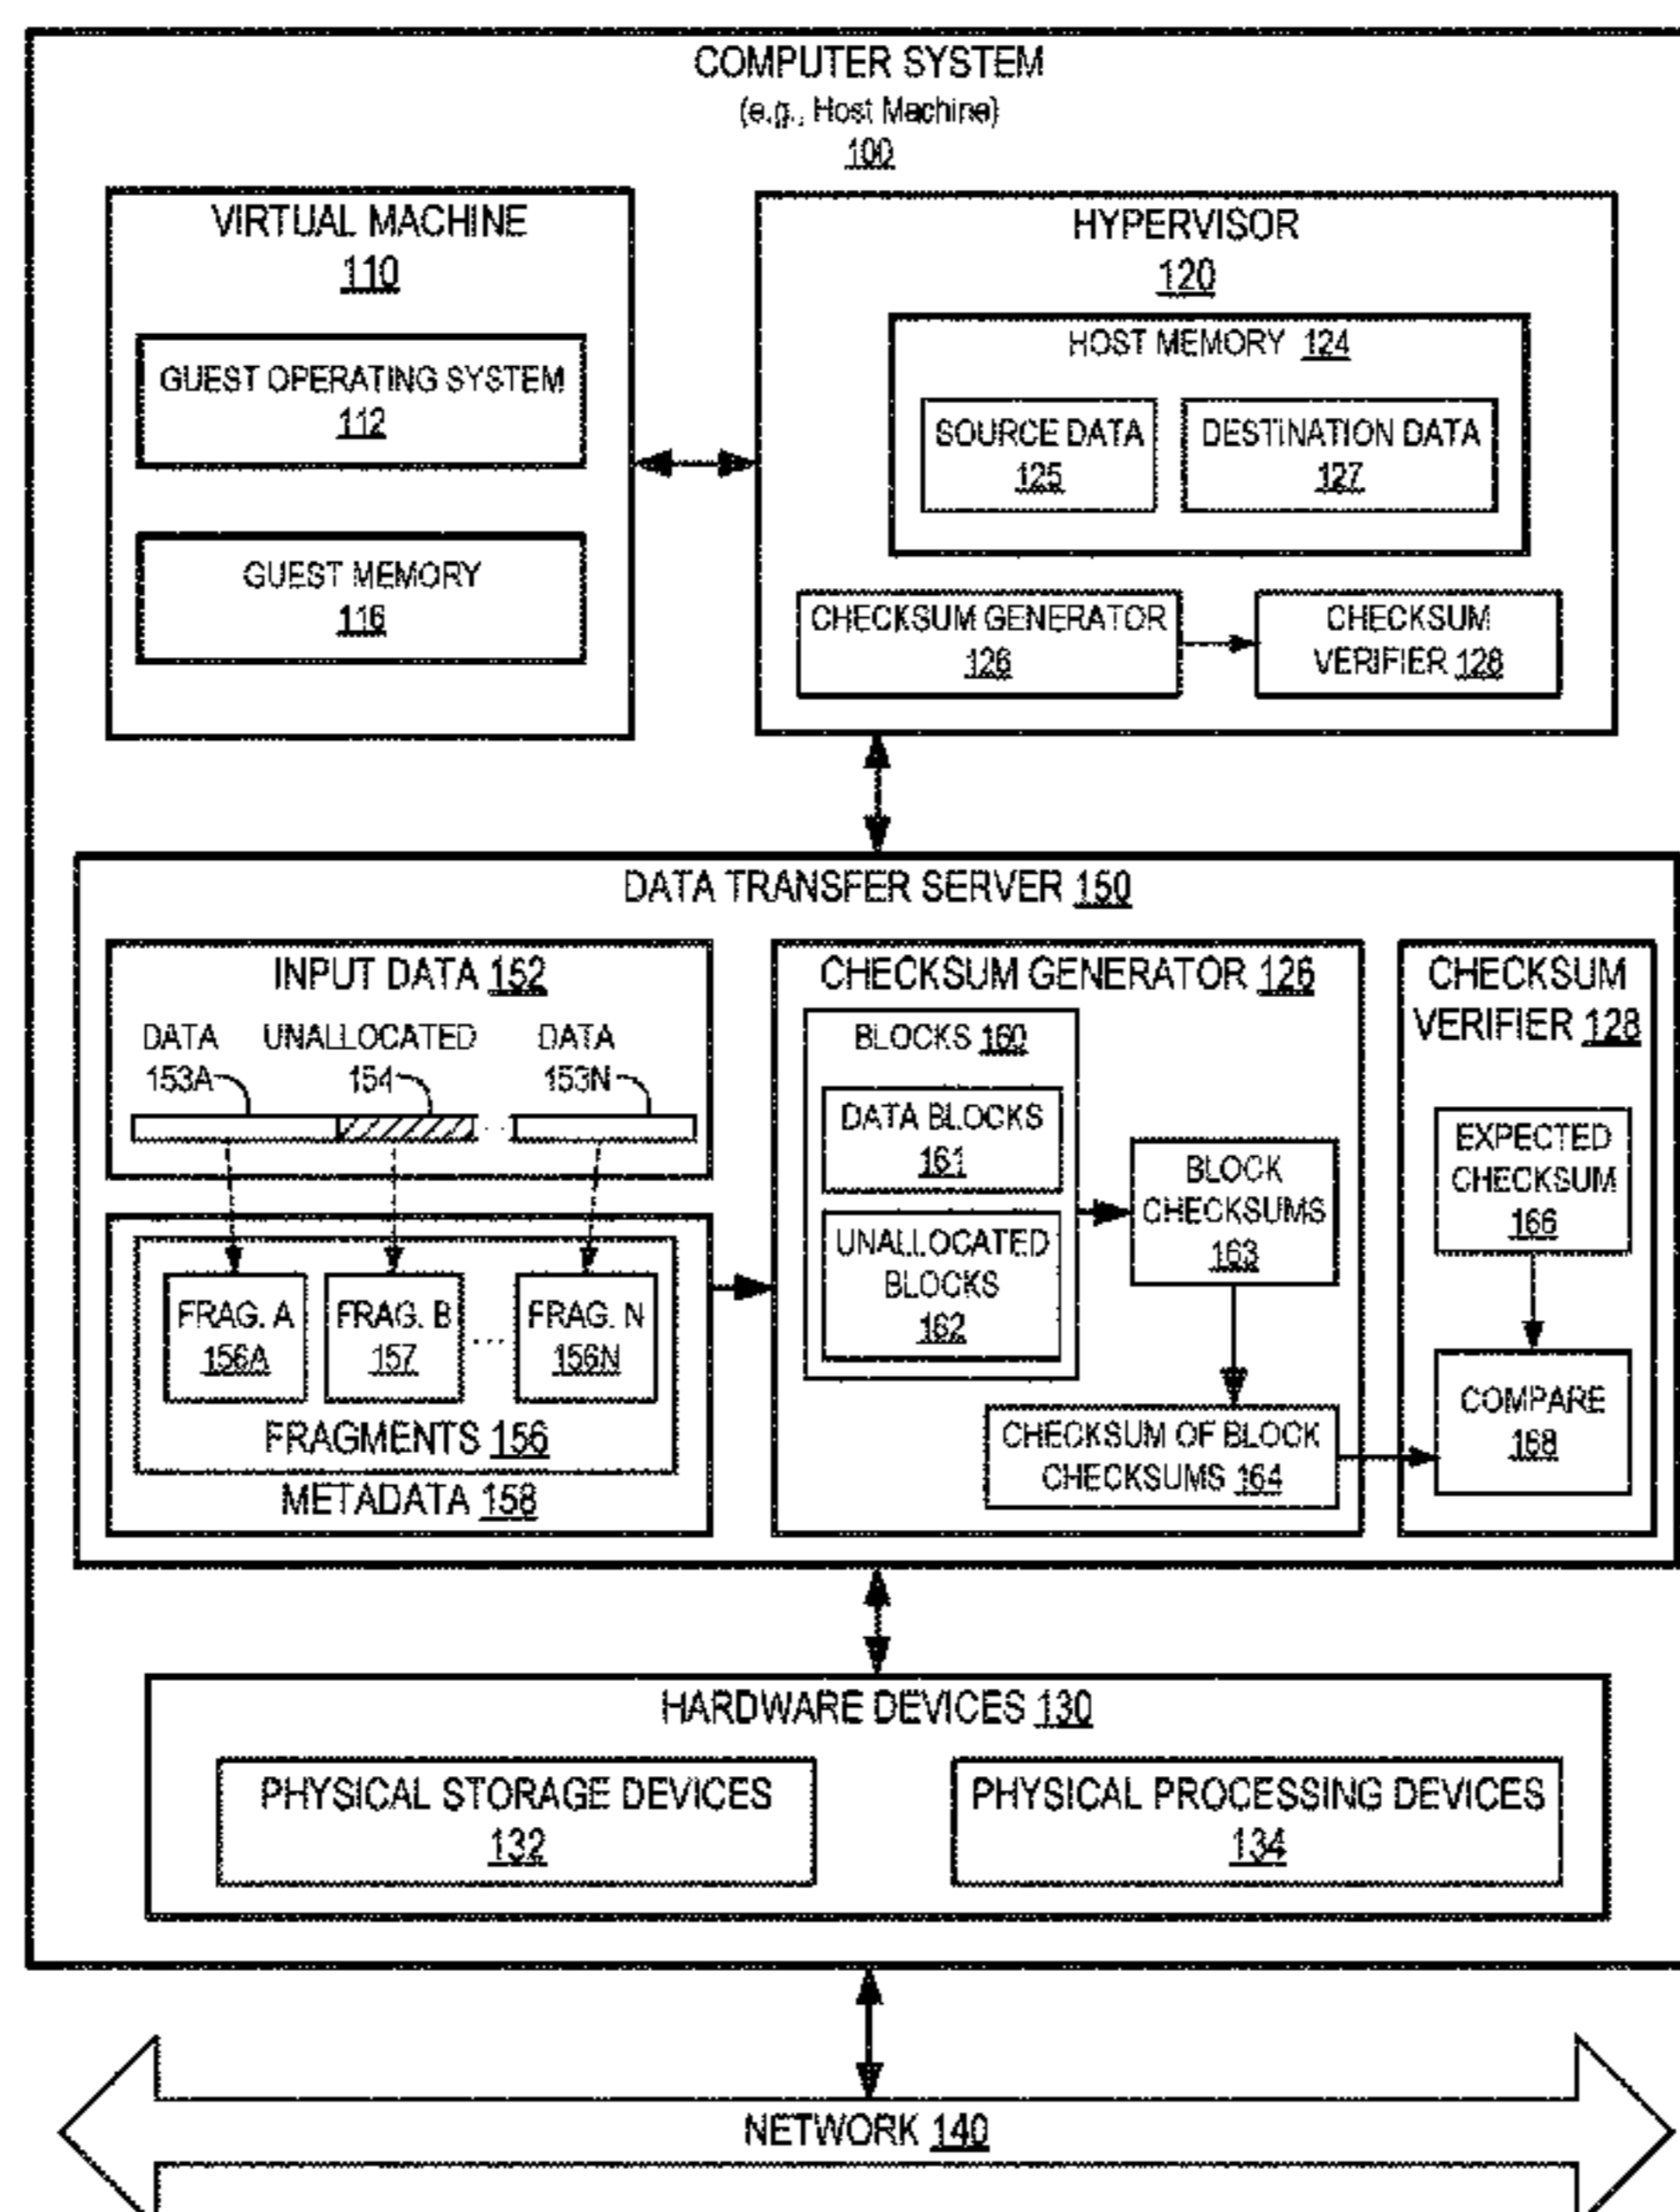 COMPUTER SYSTEM
(e.g., Host Machine)
100
VIRTUAL MACHINE
110
GUEST OPERATING SYSTEM
112
GUEST MEMORY
116
HYPERVISOR
120
HOST MEMORY 124
SOURCE DATA
125
DESTINATION DATA
127
CHECKSUM GENERATOR
126
CHECKSUM
VERIFIER 128
DATA TRANSFER SERVER 150
INPUT DATA 152
DATA
153A
UNALLOCATED
154
DATA
153N
FRAG. A
156A
FRAG. B
157
...
FRAG. N
156N
FRAGMENTS 156
METADATA 158
CHECKSUM GENERATOR 126
BLOCKS 160
DATA BLOCKS
161
UNALLOCATED
BLOCKS
162
BLOCK
CHECKSUMS
163
CHECKSUM OF BLOCK
CHECKSUMS 164
CHECKSUM
VERIFIER 128
EXPECTED
CHECKSUM
166
COMPARE
168
HARDWARE DEVICES 130
PHYSICAL STORAGE DEVICES
132
PHYSICAL PROCESSING DEVICES
134
NETWORK 140